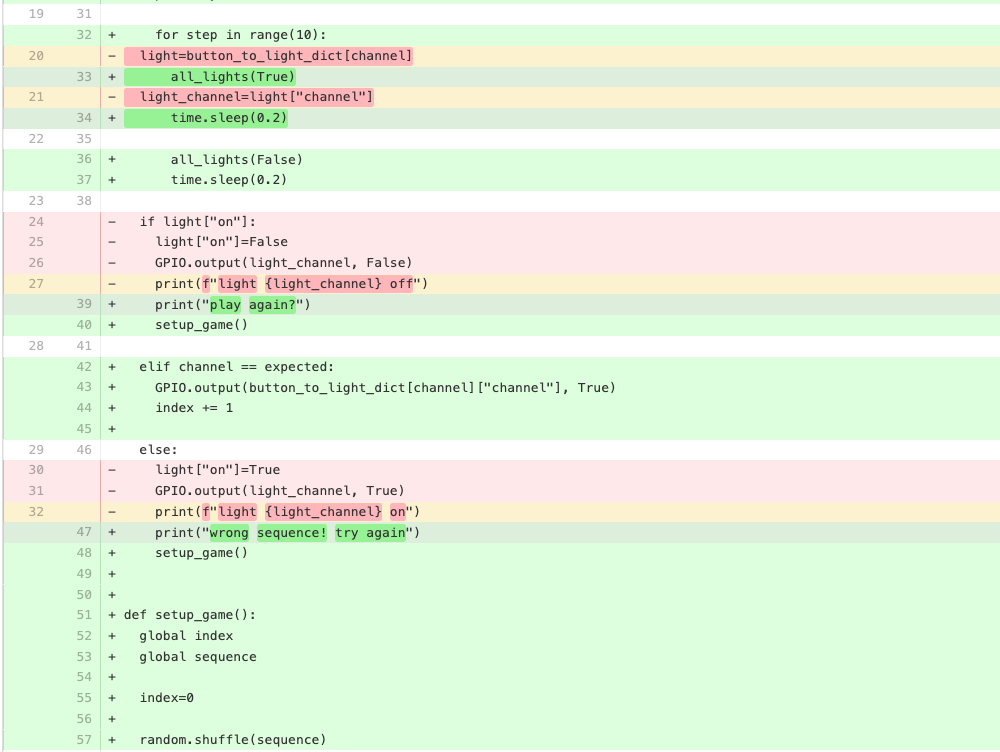 19 31
32 +     for step in range(10):
20 -   light=button_to_light_dict[channel]
33 +       all_lights(True)
21 -   light_channel=light["channel"]
34 +       time.sleep(0.2)
22 35
36 +       all_lights(False)
37 +       time.sleep(0.2)
23 38
24 -   if light["on"]:
25 -     light["on"]=False
26 -     GPIO.output(light_channel, False)
27 -     print(f"light {light_channel} off")
39 +     print("play again?")
40 +     setup_game()
28 41
42 +   elif channel == expected:
43 +     GPIO.output(button_to_light_dict[channel]["channel"], True)
44 +     index += 1
45 +
29 46   else:
30 -     light["on"]=True
31 -     GPIO.output(light_channel, True)
32 -     print(f"light {light_channel} on")
47 +     print("wrong sequence! try again")
48 +     setup_game()
49 +
50 +
51 + def setup_game():
52 +   global index
53 +   global sequence
54 +
55 +   index=0
56 +
57 +   random.shuffle(sequence)